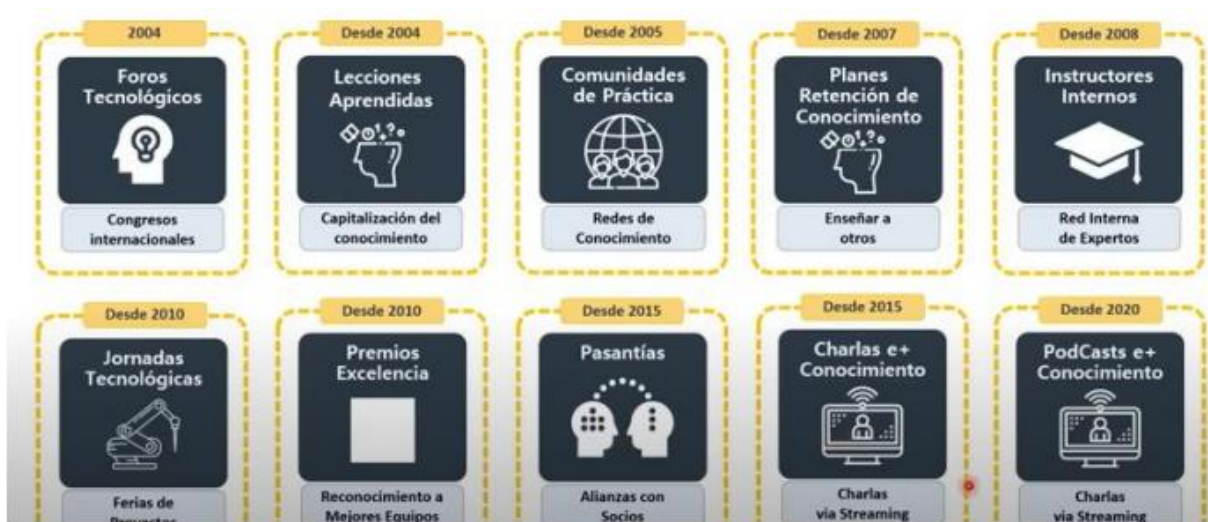 2004
Foros
Tecnológicos
Congresos
internacionales
Desde 2004
Lecciones
Aprendidas
Capitalización del
conocimiento
Desde 2005
Comunidades
de Práctica
Redes de
Conocimiento
Desde 2007
Planes
Retención de
Conocimiento
Enseñar a
otros
Desde 2008
Instructores
Internos
Red Interna
de Expertos
Desde 2010
Jornadas
Tecnológicas
Ferias de
Desde 2010
Premios
Excelencia
Reconocimiento a
Mejores Equipos
Desde 2015
Pasantías
Alianzas con
Socios
Desde 2015
Charlas e+
Conocimiento
Charlas
via Streaming
Desde 2020
PodCasts e+
Conocimiento
Charlas
via Streaming